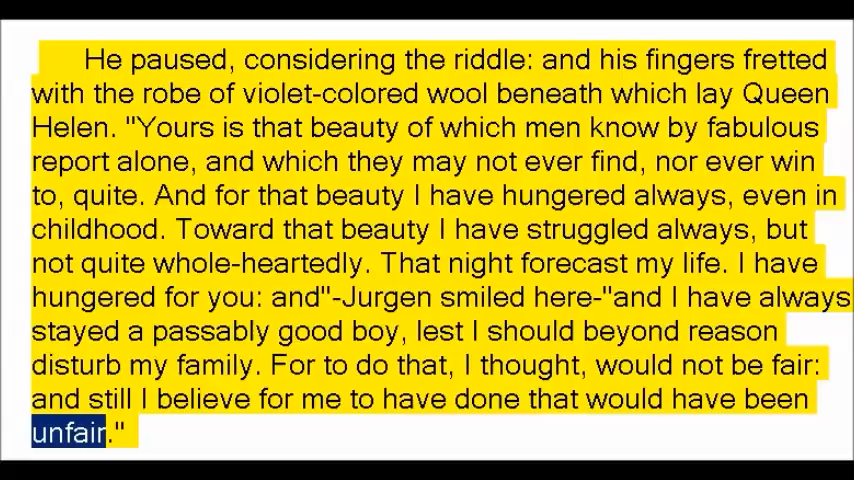 He paused, considering the riddle: and his fingers fretted
with the robe of violet-colored wool beneath which lay Queen
Helen. "Yours is that beauty of which men know by fabulous
report alone, and which they may not ever find, nor ever win
to, quite. And for that beauty I have hungered always, even in
childhood. Toward that beauty I have struggled always, but
not quite whole-heartedly. That night forecast my life. I have
hungered for you: and"-Jurgen smiled here-"and I have always
stayed a passably good boy, lest I should beyond reason
disturb my family. For to do that, I thought, would not be fair:
and still I believe for me to have done that would have been
unfair."